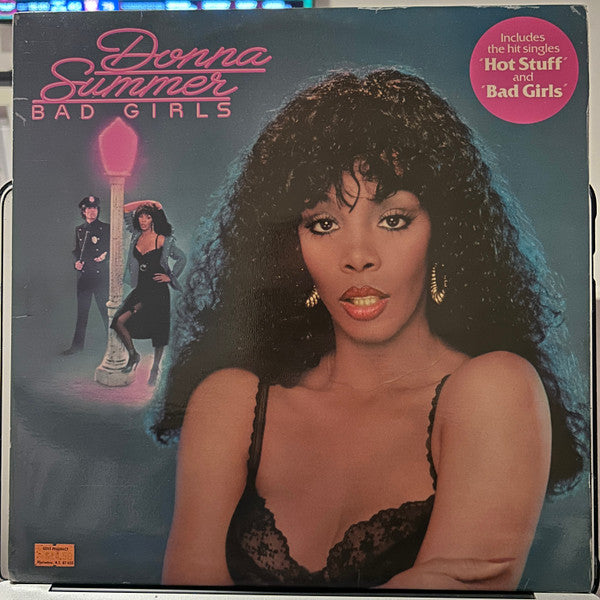 Donna
Summer
BAD GIRLS
Includes
the hit singles
'Hot Stuff'
and
'Bad Girls'